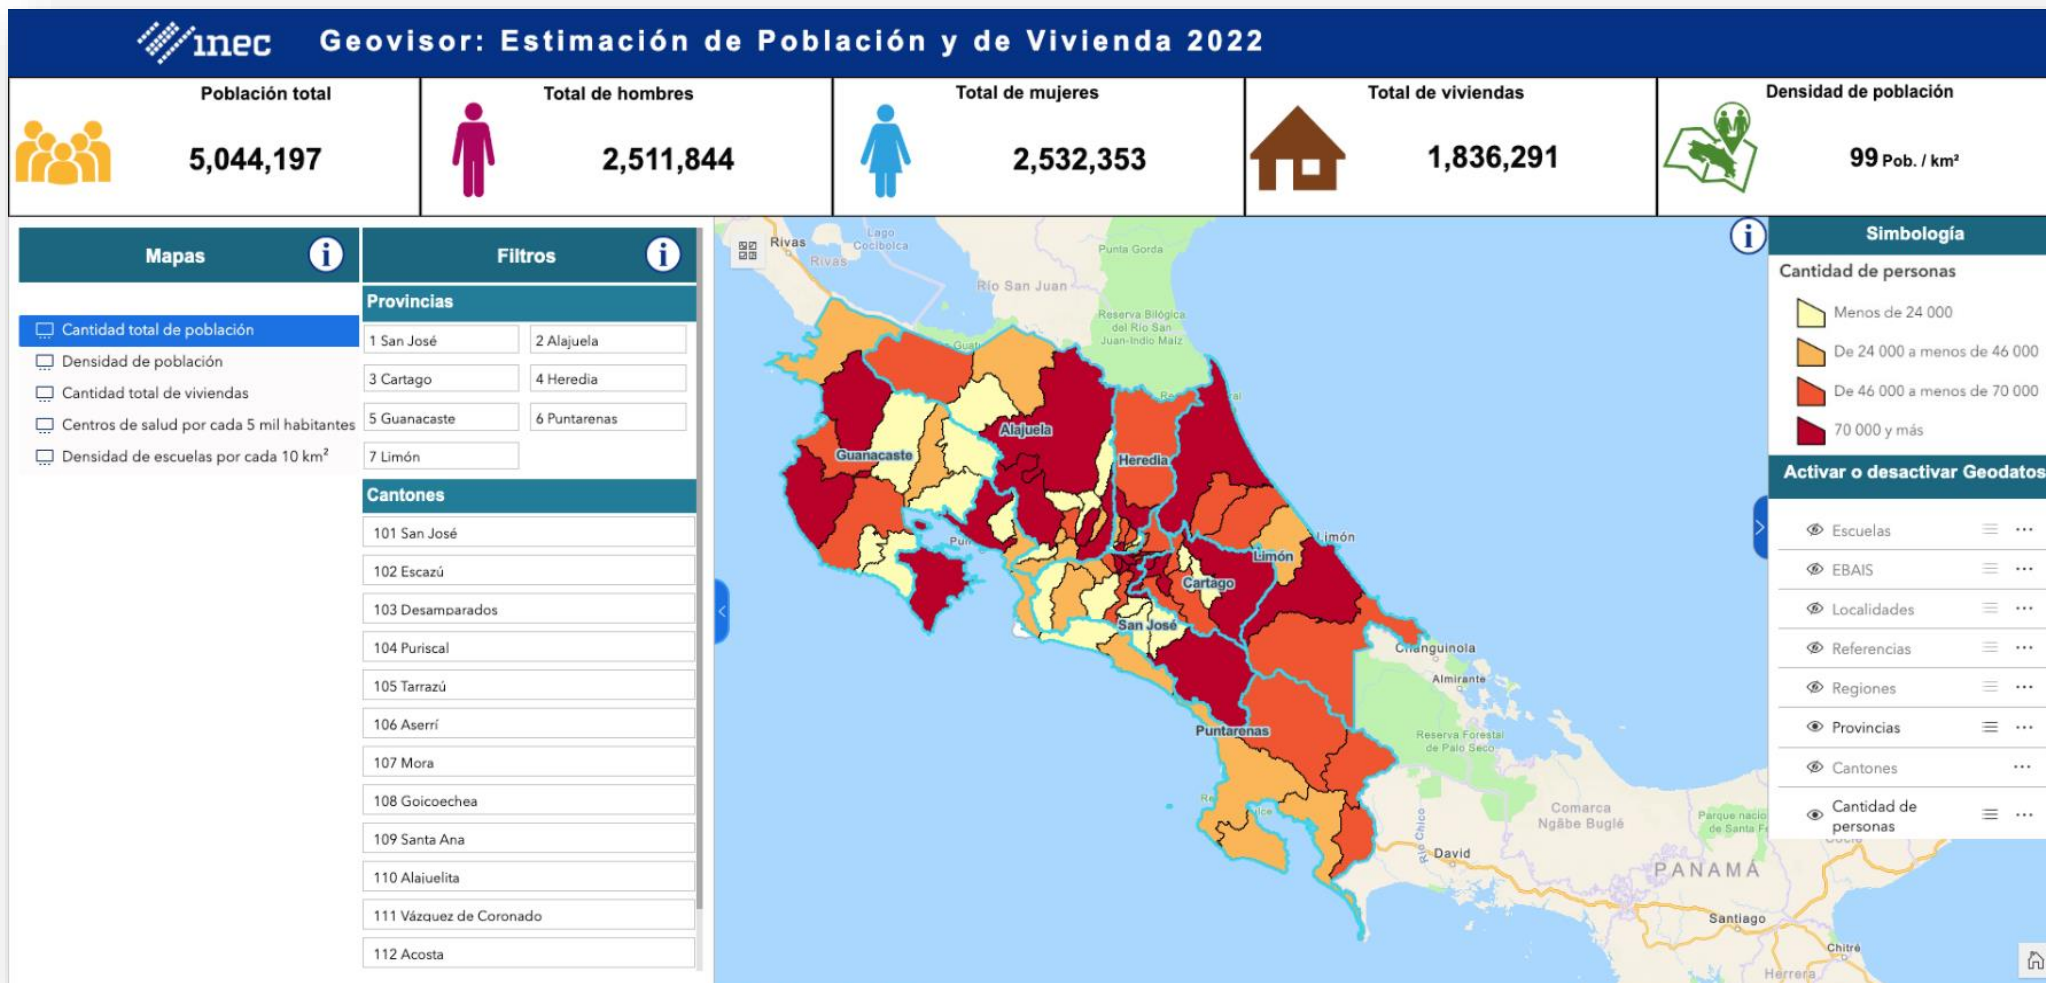 inec
Geovisor: Estimación de Población y de Vivienda 2022
Población total
5,044,197
Total de hombres
2,511,844
Total de mujeres
2,532,353
Total de viviendas
1,836,291
Densidad de población
99 Pob. / km²
Mapas
Cantidad total de población
Densidad de población
Cantidad total de viviendas
Centros de salud por cada 5 mil habitantes
Densidad de escuelas por cada 10 km²
Filtros
Provincias
1 San José
2 Alajuela
3 Cartago
4 Heredia
5 Guanacaste
6 Puntarenas
7 Limón
Cantones
101 San José
102 Escazú
103 Desamparados
104 Puriscal
105 Tarrazú
106 Aserrí
107 Mora
108 Goicoechea
109 Santa Ana
110 Alajuelita
111 Vázquez de Coronado
112 Acosta
Rivas
Rivas
Lago
Cocibolca
Punta Gorda
Río San Juan
Reserva Bilógica
del Río San
Juan-Indio Maíz
Alajuela
Guanacaste
Heredia
Limón
Limón
Cartago
San José
Changuinola
Almirante
Puntarenas
Reserva Forestal
de Palo Seco
Comarca
Ngäbe Buglé
Río Chico
David
PANAMÁ
Santiago
Chitré
Herrera
Simbología
Cantidad de personas
Menos de 24 000
De 24 000 a menos de 46 000
De 46 000 a menos de 70 000
70 000 y más
Activar o desactivar Geodatos
Escuelas
EBAIS
Localidades
Referencias
Regiones
Provincias
Cantones
Cantidad de
personas